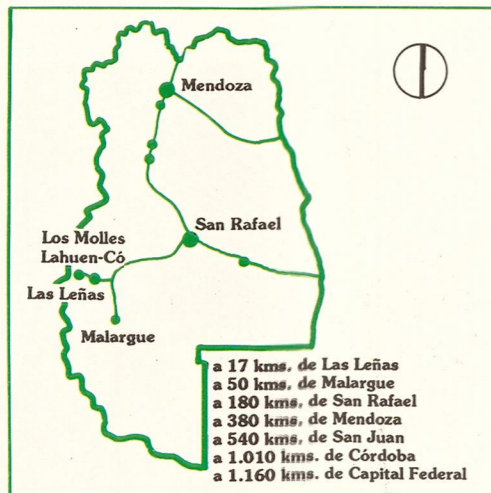 Mendoza
San Rafael
Los Molles
Lahuen-Có
Las Leñas
Malargue
a 17 kms. de Las Leñas
a 50 kms. de Malargue
a 180 kms. de San Rafael
a 380 kms. de Mendoza
a 540 kms. de San Juan
a 1.010 kms. de Córdoba
a 1.160 kms. de Capital Federal